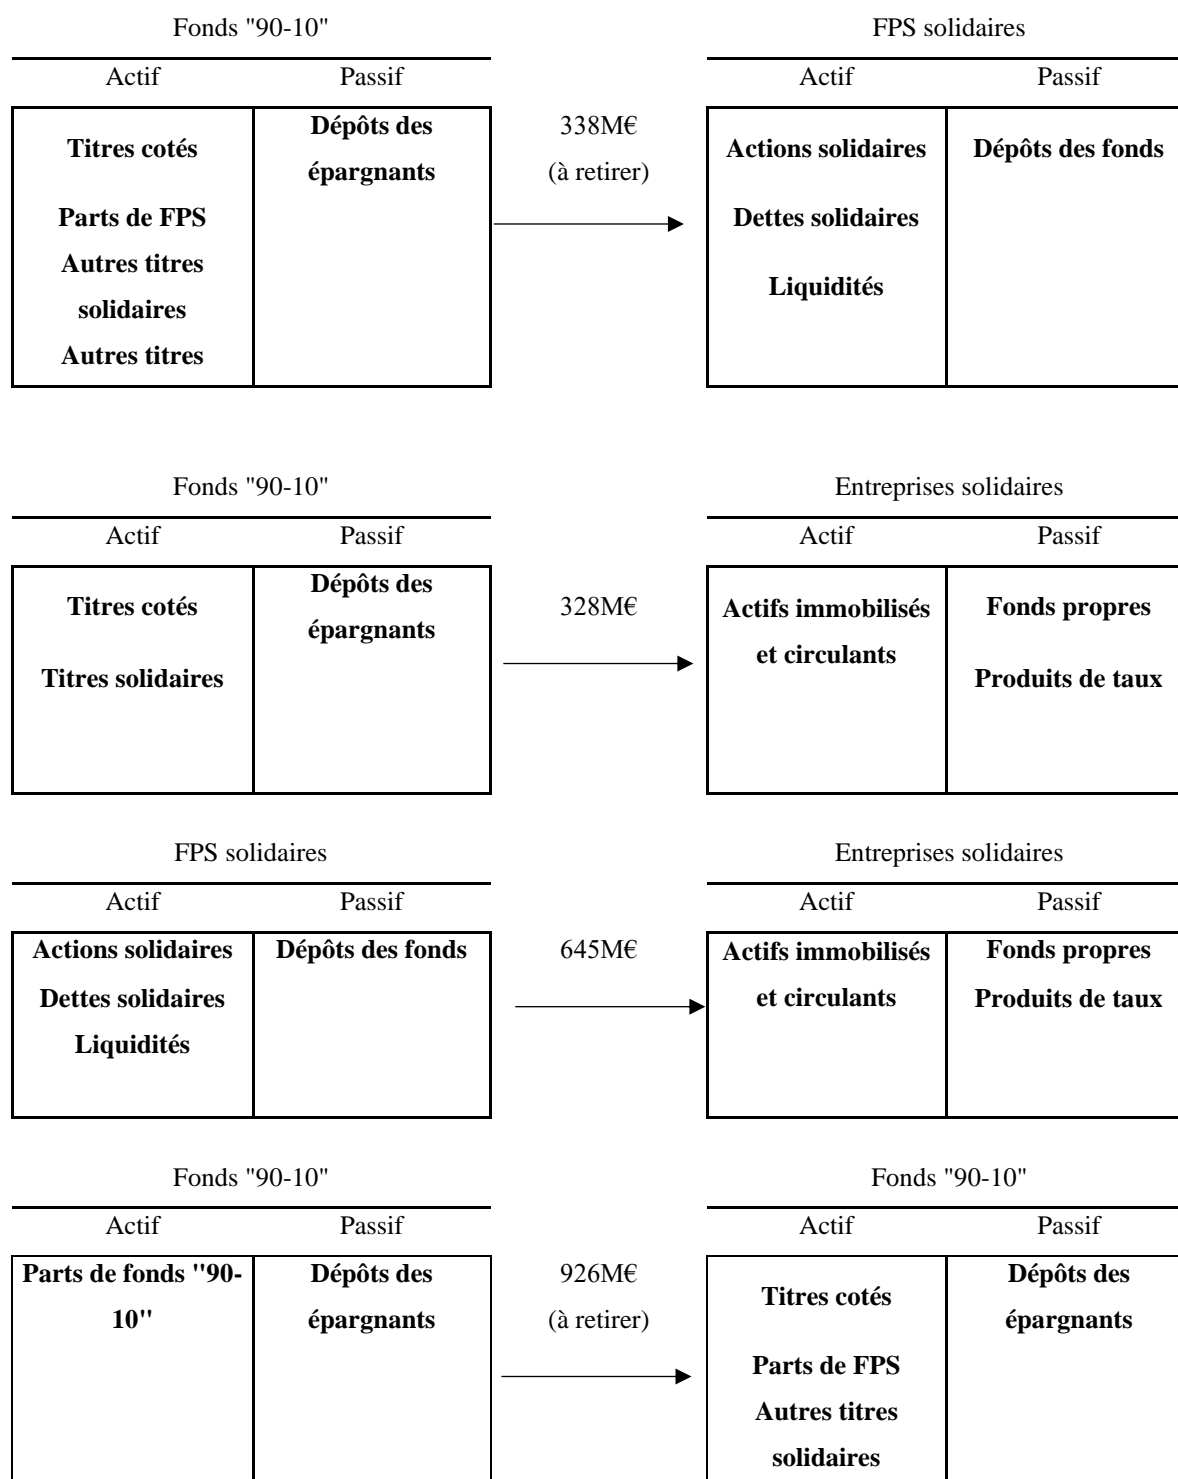 Fonds "90-10"
FPS solidaires
Actif
Passif
Actif
Passif
Titres cotés
Dépôts des
épargnants
338M€
(à retirer)
Actions solidaires
Dépôts des fonds
Parts de FPS
Dettes solidaires
Autres titres
solidaires
Liquidités
Autres titres
Fonds "90-10"
Entreprises solidaires
Actif
Passif
Actif
Passif
Titres cotés
Dépôts des
épargnants
328M€
Actifs immobilisés
et circulants
Fonds propres
Titres solidaires
Produits de taux
FPS solidaires
Entreprises solidaires
Actif
Passif
Actif
Passif
Actions solidaires
Dépôts des fonds
645M€
Actifs immobilisés
et circulants
Fonds propres
Dettes solidaires
Produits de taux
Liquidités
Fonds "90-10"
Fonds "90-10"
Actif
Passif
Actif
Passif
Parts de fonds "90-
10"
Dépôts des
épargnants
926M€
(à retirer)
Titres cotés
Dépôts des
épargnants
Parts de FPS
Autres titres
solidaires